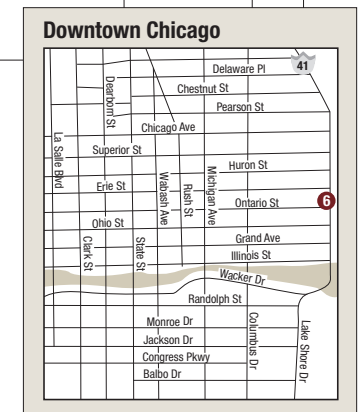 Downtown Chicago
41
Delaware Pl
Chestnut St
Pearson St
Dearborn St
Chicago Ave
La Salle Blvd
Superior St
Huron St
Wabash Ave
Rush St
Michigan Ave
Erie St
Ontario St
6
Ohio St
Clark St
State St
Grand Ave
Illinois St
Wacker Dr
Randolph St
Columbus Dr
Lake Shore Dr
Monroe Dr
Jackson Dr
Congress Pkwy
Balbo Dr